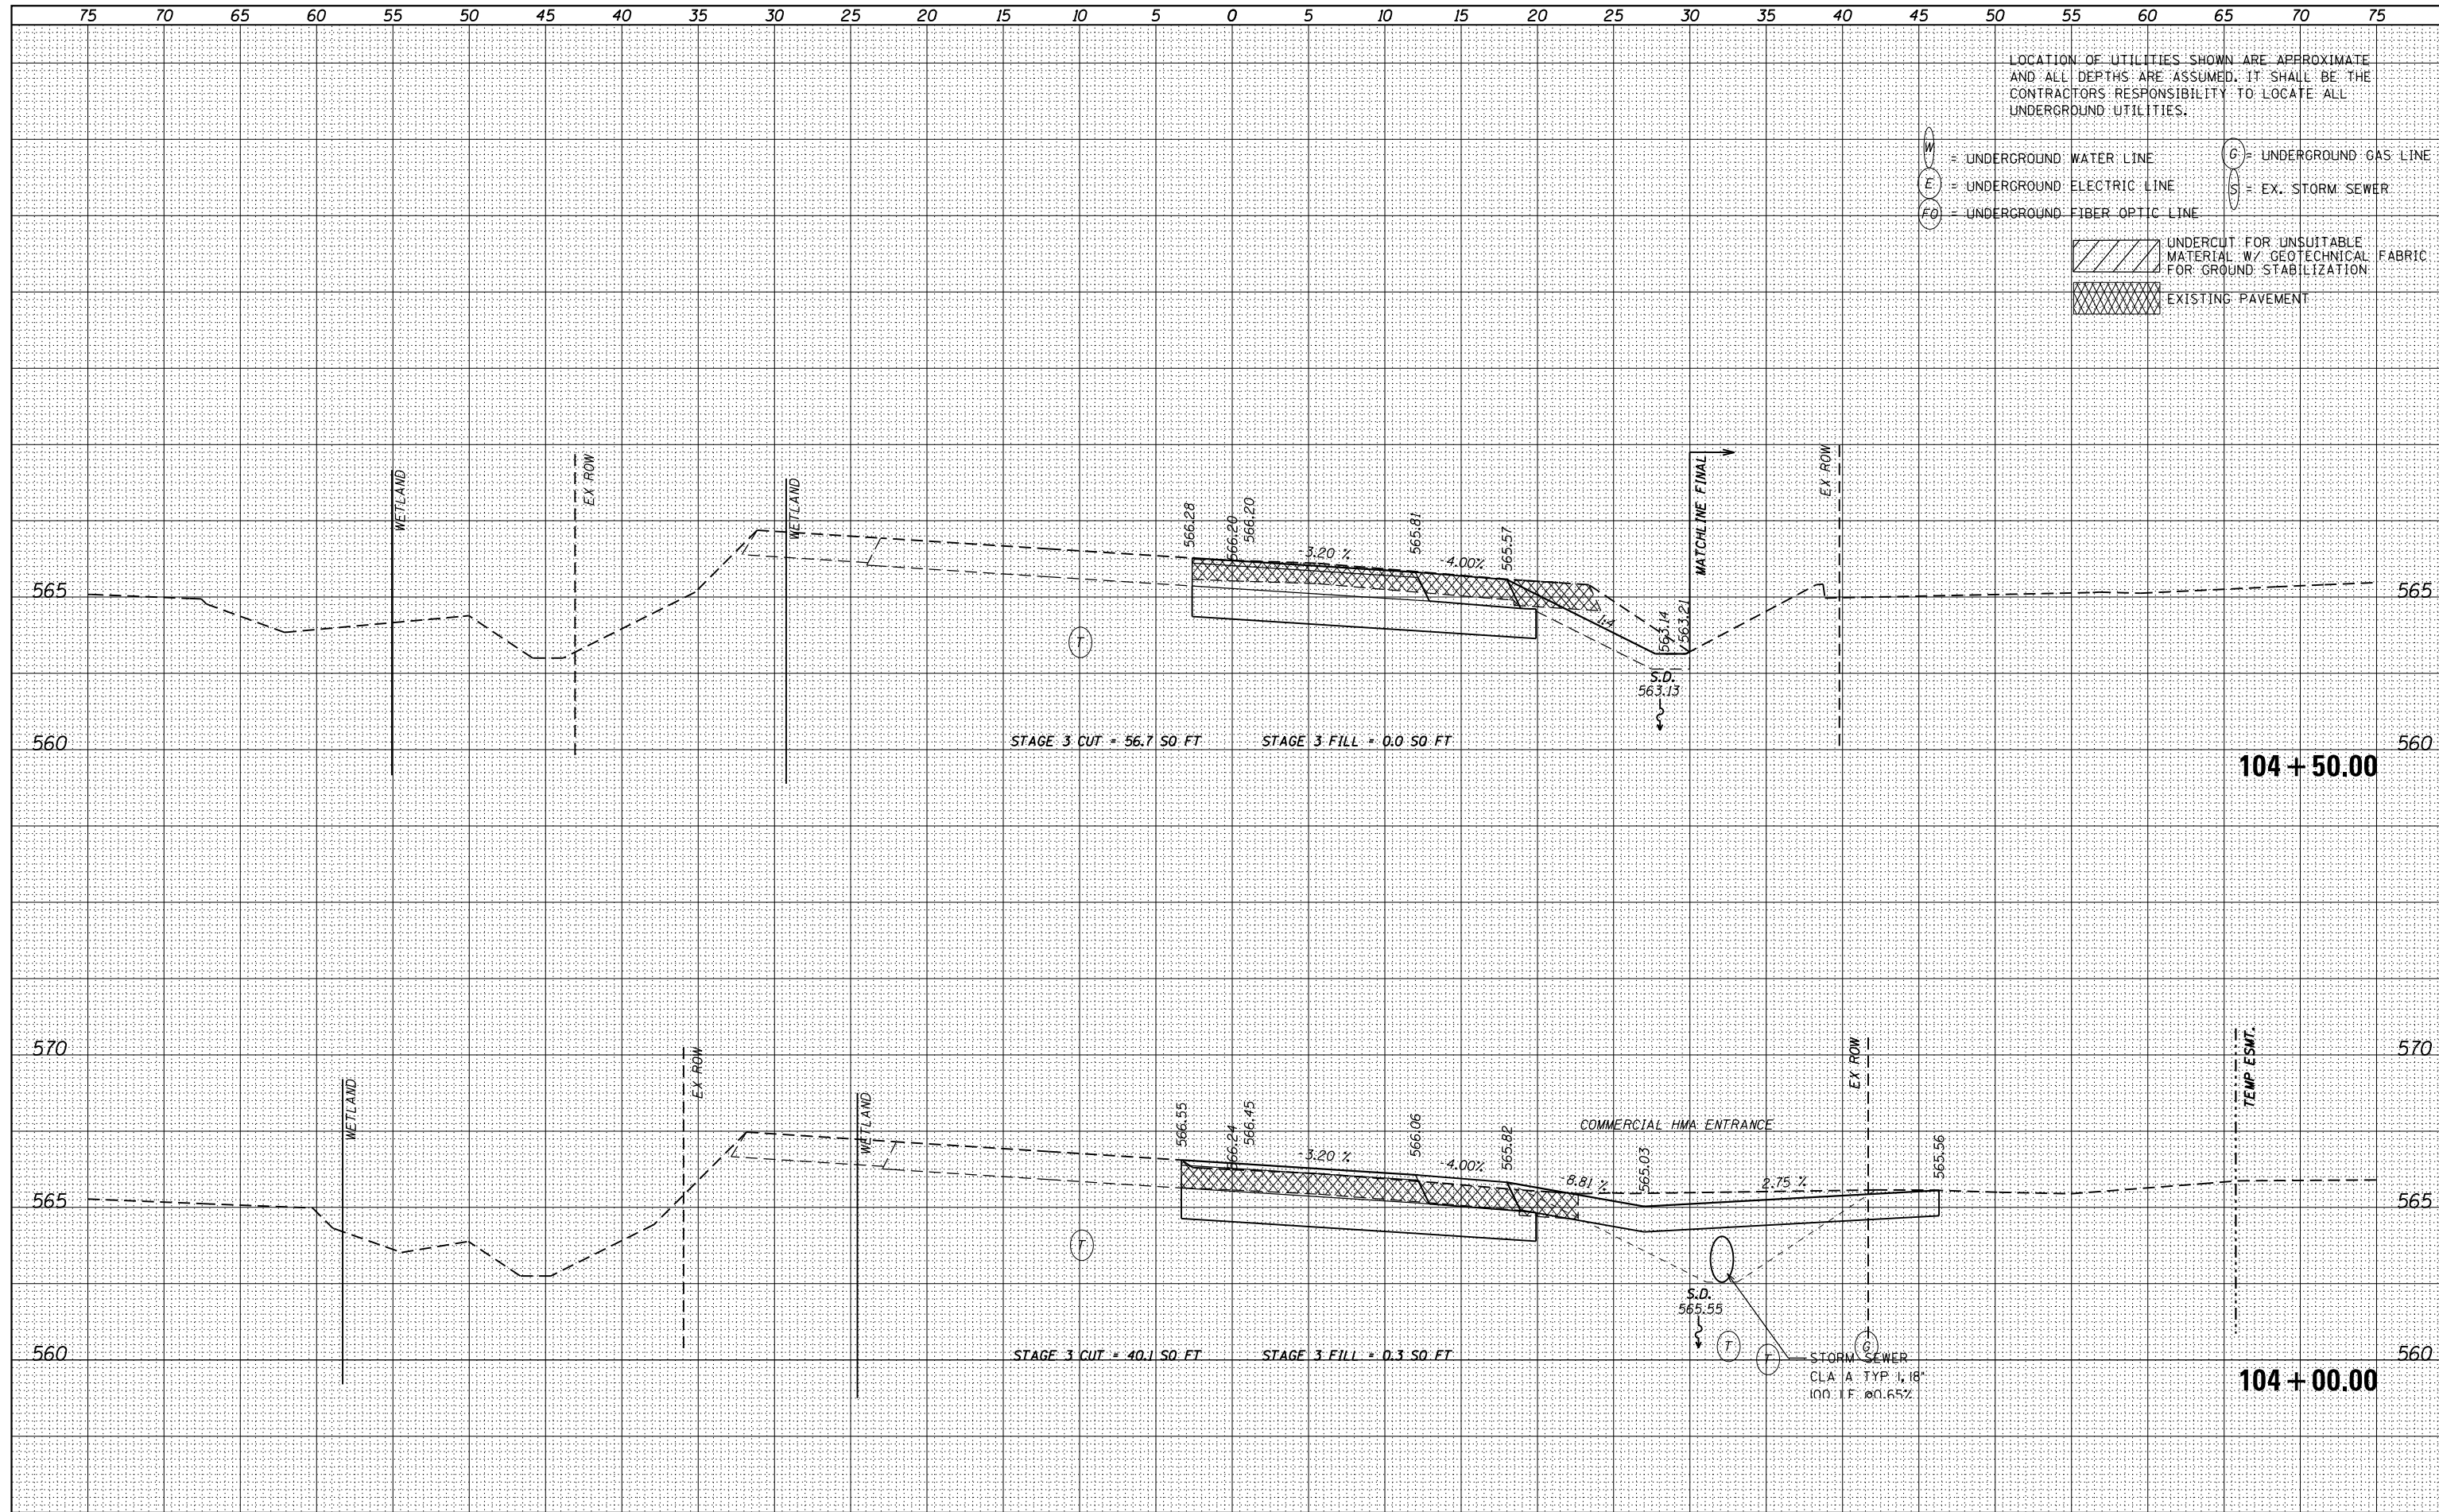 75 70 65 60 55 50 45 40 35 30 25 20 15 10 5 0 5 10 15 20 25 30 35 40 45 50 55 60 65 70 75
LOCATION OF UTILITIES SHOWN ARE APPROXIMATE
AND ALL DEPTHS ARE ASSUMED. IT SHALL BE THE
CONTRACTORS RESPONSIBILITY TO LOCATE ALL
UNDERGROUND UTILITIES.
W = UNDERGROUND WATER LINE
G = UNDERGROUND GAS LINE
E = UNDERGROUND ELECTRIC LINE
S = EX. STORM SEWER
FO = UNDERGROUND FIBER OPTIC LINE
UNDERCUT FOR UNSUITABLE
MATERIAL W/ GEOTECHNICAL FABRIC
FOR GROUND STABILIZATION
EXISTING PAVEMENT
WETLAND
EX ROW
WETLAND
566.28
566.20
566.20
-3.20 %
565.81
-4.00%
565.57
1:4
563.14
563.21
MATCHLINE FINAL
EX ROW
565
565
T
S.D.
563.13
560
STAGE 3 CUT = 56.7 SQ FT
STAGE 3 FILL = 0.0 SQ FT
560
104 + 50.00
570
570
WETLAND
EX ROW
WETLAND
566.55
566.24
566.45
-3.20 %
566.06
-4.00%
565.82
-8.81 %
COMMERCIAL HMA ENTRANCE
565.03
2.75 %
EX ROW
565.56
TEMP ESMT.
565
565
T
S.D.
565.55
T
T
G
560
STAGE 3 CUT = 40.1 SQ FT
STAGE 3 FILL = 0.3 SQ FT
560
STORM SEWER
CLA A TYP 1, 18"
100 LF @0.65%
104 + 00.00